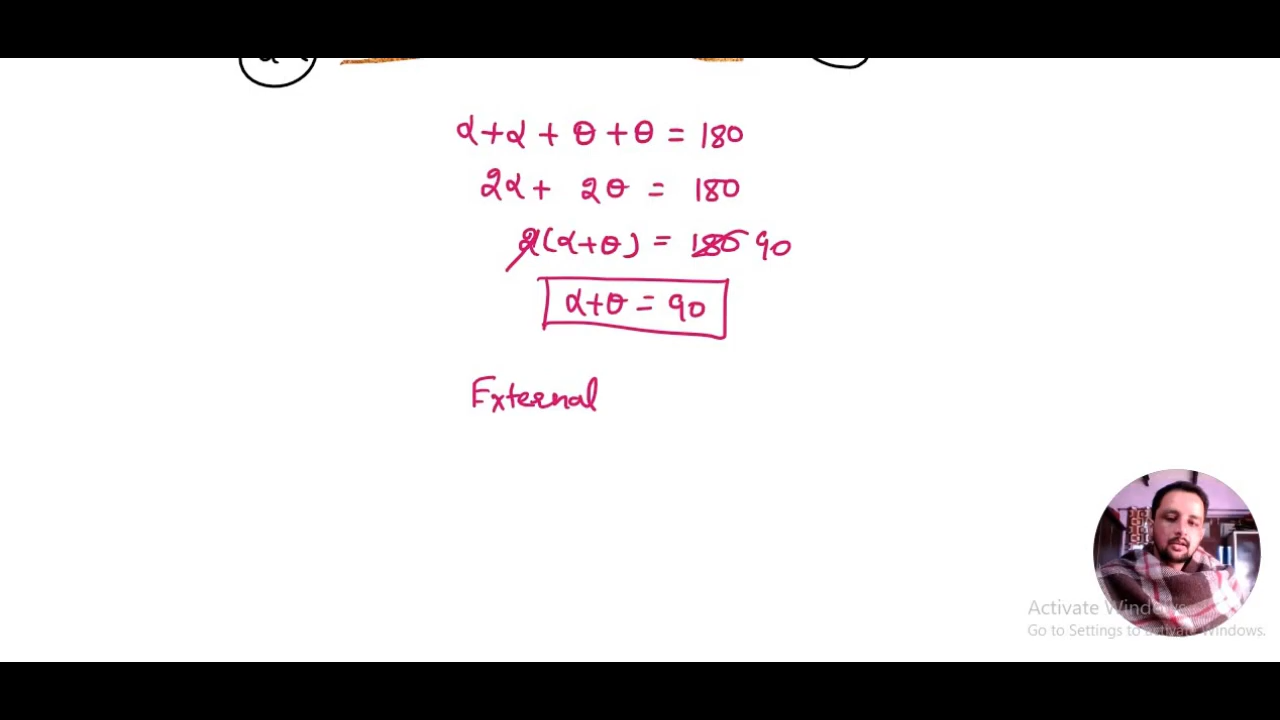 α+α + θ + θ = 180
2α + 2θ = 180
2(α+θ) = 180 90
α+θ = 90
External
Activate Windows
Go to Settings to activate Windows.